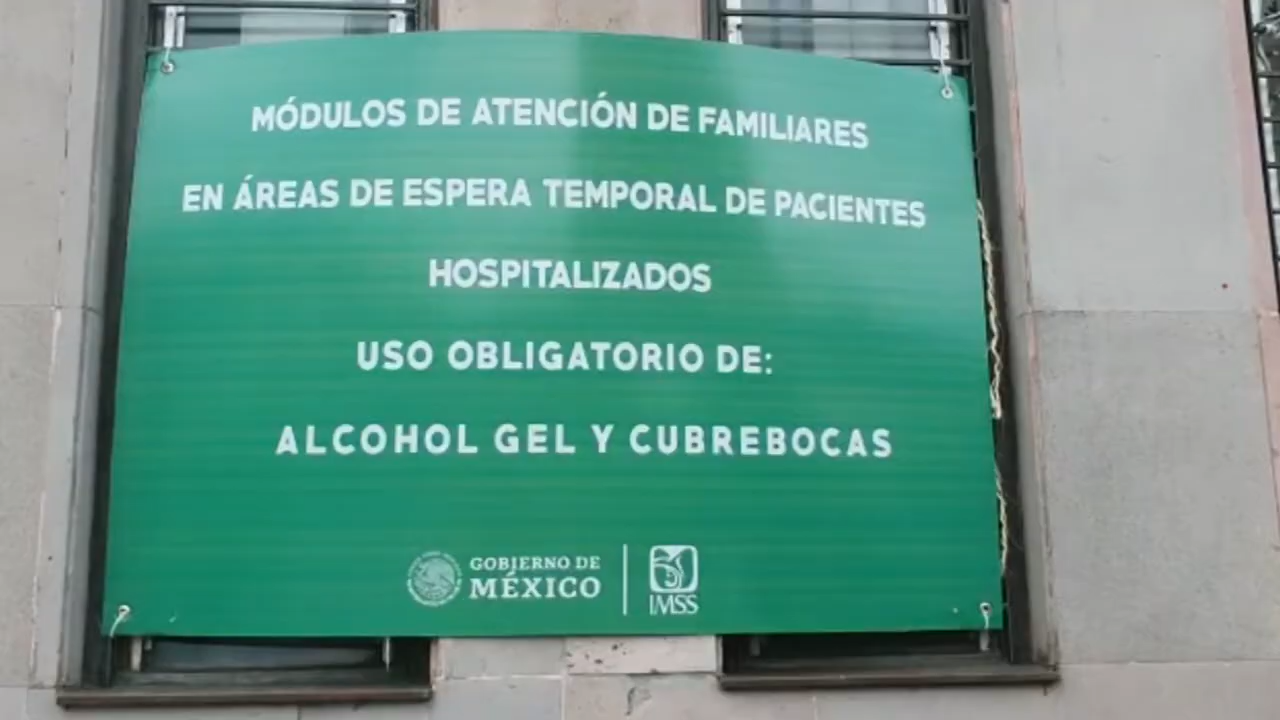 MÓDULOS DE ATENCIÓN DE FAMILIARES
EN ÁREAS DE ESPERA TEMPORAL DE PACIENTES
HOSPITALIZADOS
USO OBLIGATORIO DE:
ALCOHOL GEL Y CUBREBOCAS
GOBIERNO DE
MÉXICO
IMSS